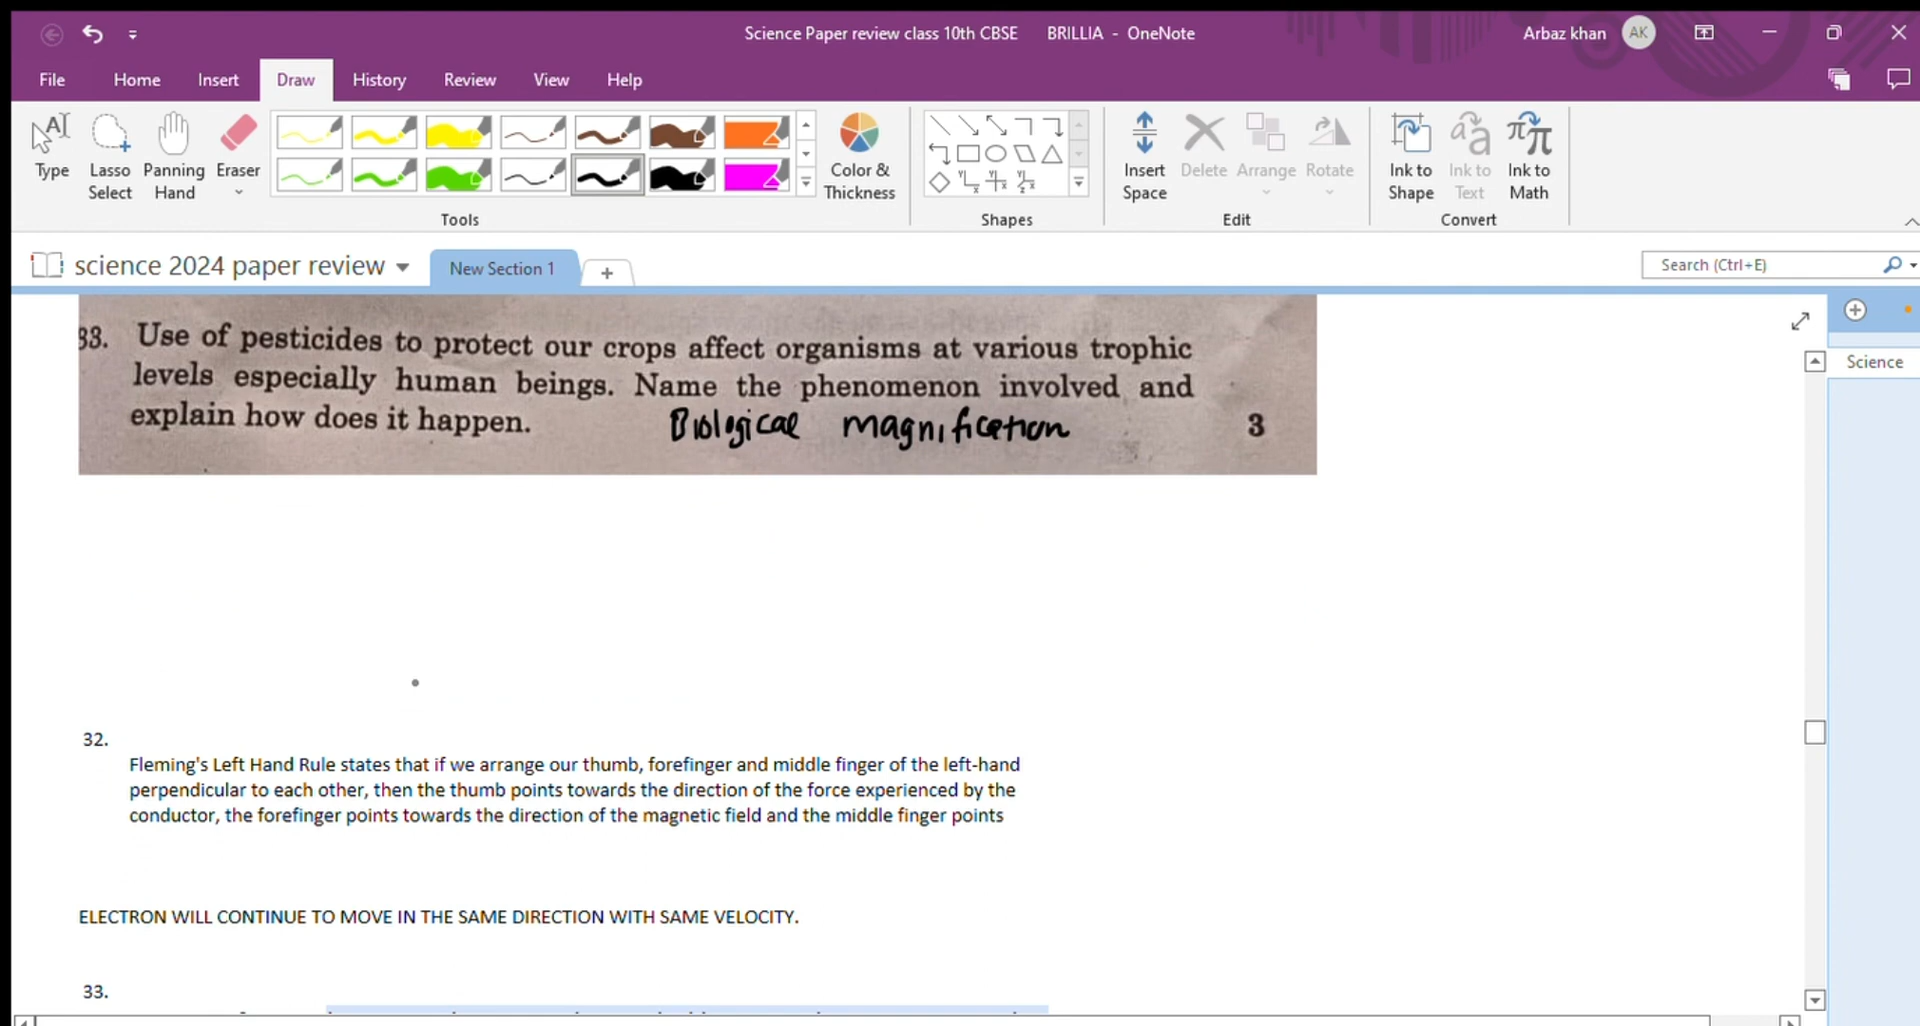 Science Paper review class 10th CBSE BRILLIA - OneNote
Arbaz khan AK
File Home Insert Draw History Review View Help
Type
Lasso Select
Panning Hand
Eraser
Color & Thickness
Insert Space
Delete
Arrange
Rotate
Ink to Shape
Ink to Text
Ink to Math
Tools
Shapes
Edit
Convert
science 2024 paper review
New Section 1
Search (Ctrl+E)
Science
33. Use of pesticides to protect our crops affect organisms at various trophic
levels especially human beings. Name the phenomenon involved and
explain how does it happen.
Biological magnification
3
32.
Fleming's Left Hand Rule states that if we arrange our thumb, forefinger and middle finger of the left-hand
perpendicular to each other, then the thumb points towards the direction of the force experienced by the
conductor, the forefinger points towards the direction of the magnetic field and the middle finger points
ELECTRON WILL CONTINUE TO MOVE IN THE SAME DIRECTION WITH SAME VELOCITY.
33.